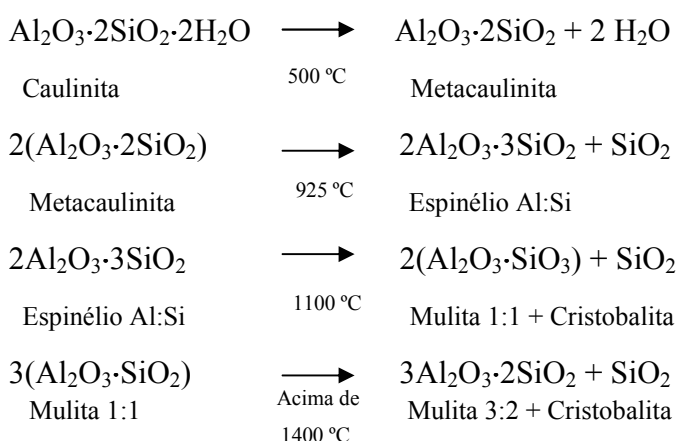 Al₂O₃·2SiO₂·2H₂O ⟶ Al₂O₃·2SiO₂ + 2 H₂O
Caulinita 500 ºC Metacaulinita
2(Al₂O₃·2SiO₂) ⟶ 2Al₂O₃·3SiO₂ + SiO₂
Metacaulinita 925 ºC Espinélio Al:Si
2Al₂O₃·3SiO₂ ⟶ 2(Al₂O₃·SiO₃) + SiO₂
Espinélio Al:Si 1100 ºC Mulita 1:1 + Cristobalita
3(Al₂O₃·SiO₂) ⟶ 3Al₂O₃·2SiO₂ + SiO₂
Mulita 1:1 Acima de Mulita 3:2 + Cristobalita
1400 ºC